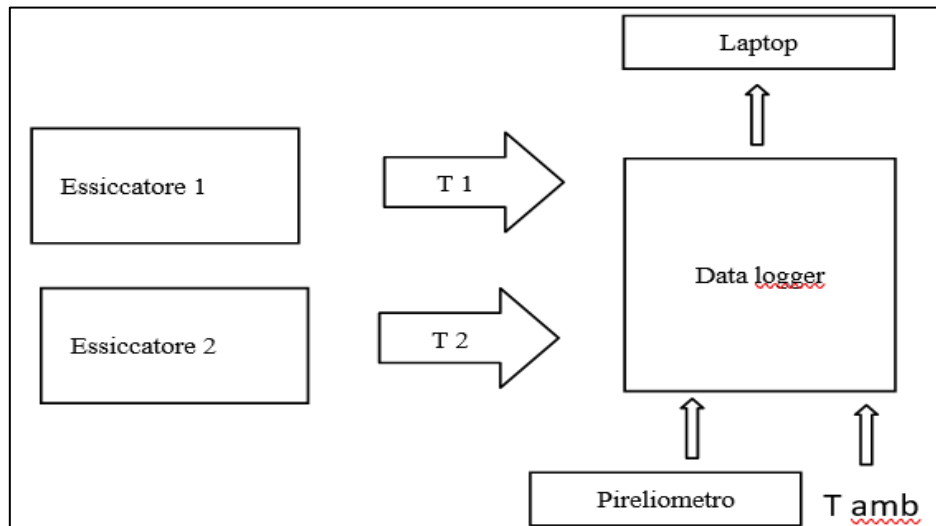 Laptop
Essiccatore 1
T 1
Data logger
Essiccatore 2
T 2
Pireliometro
T amb